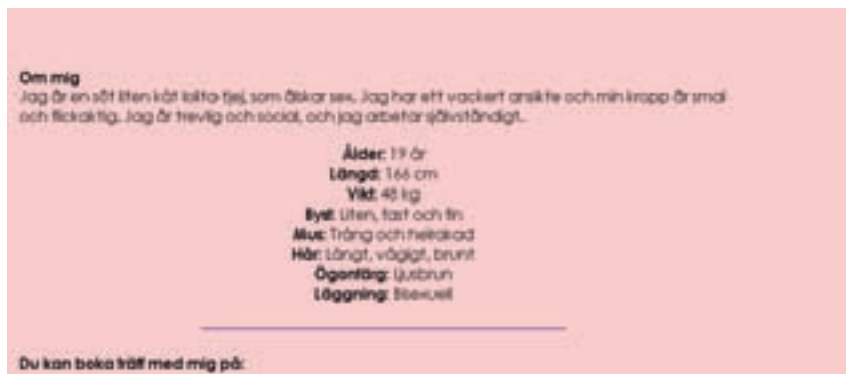 Om mig
Jag är en söt liten kåt lolita-tjej, som älskar sex. Jag har ett vackert ansikte och min kropp är smal
och flickaktig. Jag är trevlig och social, och jag arbetar självständigt.
Ålder: 19 år
Längd: 166 cm
Vikt: 48 kg
Byst: Liten, fast och fin
Mus: Trång och helrakad
Hår: Långt, vågigt, brunt
Ögonfärg: Ljusbrun
Läggning: Bisexuell
Du kan boka träff med mig på: